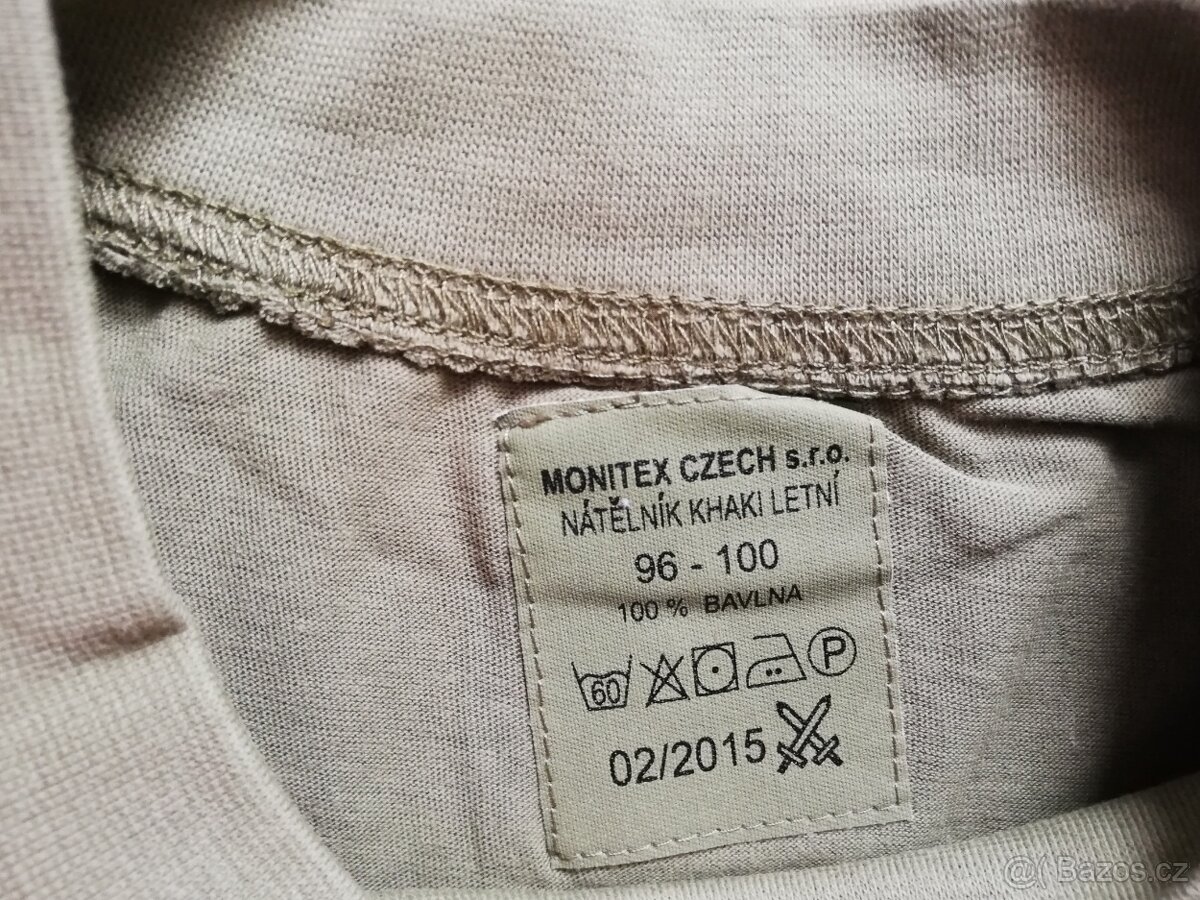 MONITEX CZECH s.r.o.
NÁTĚLNÍK KHAKI LETNÍ
96 - 100
100 % BAVLNA
60 P
02/2015
@( Bazos.cz